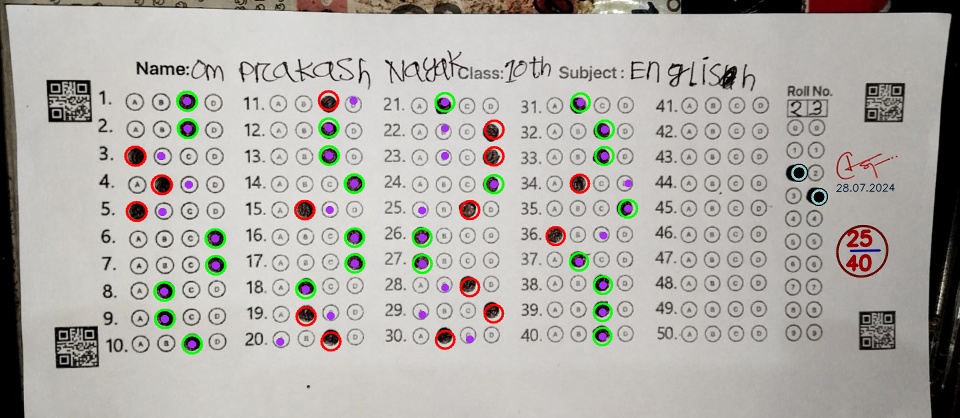 Name: Om Prakash Nayak Class: 10th Subject: English
Roll No.
23
1. A B C D 11. A B C D 21. A B C D 31. A B C D 41. A B C D
2. A B C D 12. A B C D 22. A B C D 32. A B C D 42. A B C D
3. A B C D 13. A B C D 23. A B C D 33. A B C D 43. A B C D
4. A B C D 14. A B C D 24. A B C D 34. A B C D 44. A B C D
5. A B C D 15. A B C D 25. A B C D 35. A B C D 45. A B C D
6. A B C D 16. A B C D 26. A B C D 36. A B C D 46. A B C D
7. A B C D 17. A B C D 27. A B C D 37. A B C D 47. A B C D
8. A B C D 18. A B C D 28. A B C D 38. A B C D 48. A B C D
9. A B C D 19. A B C D 29. A B C D 39. A B C D 49. A B C D
10. A B C D 20. A B C D 30. A B C D 40. A B C D 50. A B C D
0 0
1 1
2 2
3 3
4 4
5 5
6 6
7 7
8 8
9 9
28.07.2024
25
40